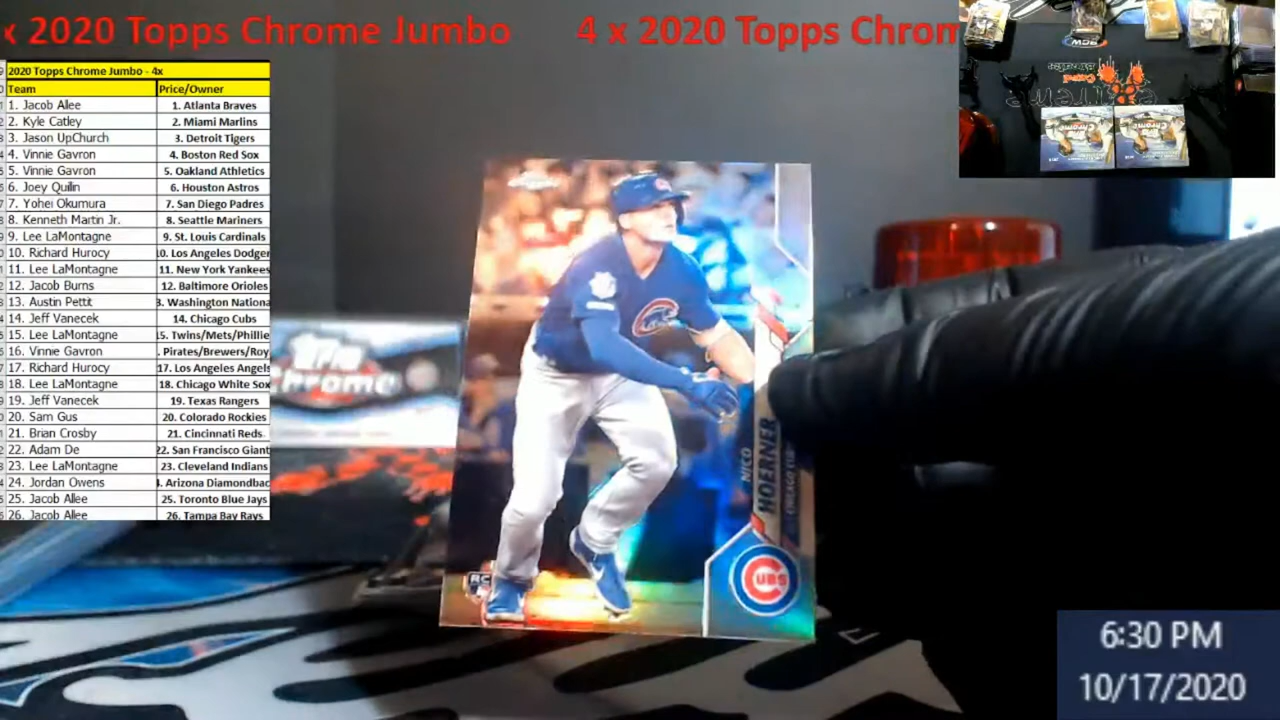 x 2020 Topps Chrome Jumbo 4 x 2020 Topps Chrom
2020 Topps Chrome Jumbo - 4x
Team Price/Owner
1. Jacob Allee 1. Atlanta Braves
2. Kyle Catley 2. Miami Marlins
3. Jason UpChurch 3. Detroit Tigers
4. Vinnie Gavron 4. Boston Red Sox
5. Vinnie Gavron 5. Oakland Athletics
6. Joey Quilin 6. Houston Astros
7. Yohei Okumura 7. San Diego Padres
8. Kenneth Martin Jr. 8. Seattle Mariners
9. Lee LaMontagne 9. St. Louis Cardinals
10. Richard Hurocy 10. Los Angeles Dodger
11. Lee LaMontagne 11. New York Yankees
12. Jacob Burns 12. Baltimore Orioles
13. Austin Pettit 3. Washington Nationa
14. Jeff Vanecek 14. Chicago Cubs
15. Lee LaMontagne 15. Twins/Mets/Phillie
16. Vinnie Gavron . Pirates/Brewers/Roy
17. Richard Hurocy 17. Los Angeles Angels
18. Lee LaMontagne 18. Chicago White Sox
19. Jeff Vanecek 19. Texas Rangers
20. Sam Gus 20. Colorado Rockies
21. Brian Crosby 21. Cincinnati Reds
22. Adam De 22. San Francisco Giant
23. Lee LaMontagne 23. Cleveland Indians
24. Jordan Owens . Arizona Diamondbac
25. Jacob Allee 25. Toronto Blue Jays
26. Jacob Allee 26. Tampa Bay Rays
Topps
Chrome
NICO
HOERNER
CHICAGO CUBS
RC
CUBS
6:30 PM
10/17/2020